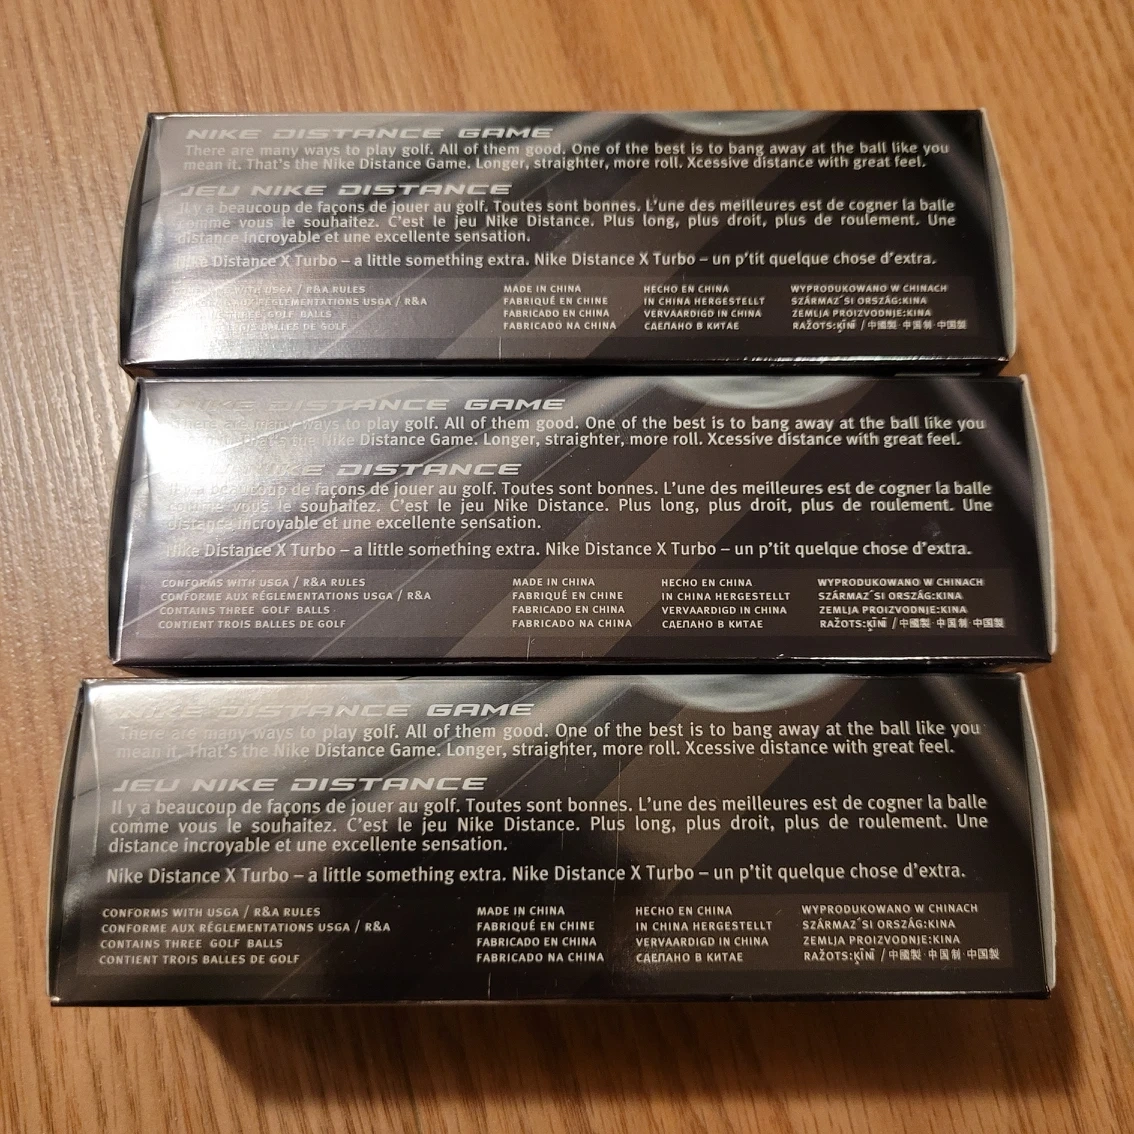 NIKE DISTANCE GAME
There are many ways to play golf. All of them good. One of the best is to bang away at the ball like you
mean it. That's the Nike Distance Game. Longer, straighter, more roll. Xcessive distance with great feel.
JEU NIKE DISTANCE
Il y a beaucoup de façons de jouer au golf. Toutes sont bonnes. L'une des meilleures est de cogner la balle
comme vous le souhaitez. C'est le jeu Nike Distance. Plus long, plus droit, plus de roulement. Une
distance incroyable et une excellente sensation.
Nike Distance X Turbo – a little something extra. Nike Distance X Turbo – un p'tit quelque chose d'extra.
WITH USGA / R&A RULES MADE IN CHINA HECHO EN CHINA WYPRODUKOWANO W CHINACH
AUX RÉGLEMENTATIONS USGA / R&A FABRIQUÉ EN CHINE IN CHINA HERGESTELLT SZÁRMAZ´SI ORSZÁG:KINA
THREE GOLF BALLS FABRICADO EN CHINA VERVAARDIGD IN CHINA ZEMLJA PROIZVODNJE:KINA
BALLES DE GOLF FABRICADO NA CHINA СДЕЛАНО В КИТАЕ RAŽOTS:ĶĪNĪ / 中國製·中国制·中国製
NIKE DISTANCE GAME
There are many ways to play golf. All of them good. One of the best is to bang away at the ball like you
That's the Nike Distance Game. Longer, straighter, more roll. Xcessive distance with great feel.
JEU NIKE DISTANCE
Il y a beaucoup de façons de jouer au golf. Toutes sont bonnes. L'une des meilleures est de cogner la balle
comme vous le souhaitez. C'est le jeu Nike Distance. Plus long, plus droit, plus de roulement. Une
distance incroyable et une excellente sensation.
Nike Distance X Turbo – a little something extra. Nike Distance X Turbo – un p'tit quelque chose d'extra.
CONFORMS WITH USGA / R&A RULES MADE IN CHINA HECHO EN CHINA WYPRODUKOWANO W CHINACH
CONFORME AUX RÉGLEMENTATIONS USGA / R&A FABRIQUÉ EN CHINE IN CHINA HERGESTELLT SZÁRMAZ´SI ORSZÁG:KINA
CONTAINS THREE GOLF BALLS FABRICADO EN CHINA VERVAARDIGD IN CHINA ZEMLJA PROIZVODNJE:KINA
CONTIENT TROIS BALLES DE GOLF FABRICADO NA CHINA СДЕЛАНО В КИТАЕ RAŽOTS:ĶĪNĪ / 中國製·中国制·中国製
NIKE DISTANCE GAME
There are many ways to play golf. All of them good. One of the best is to bang away at the ball like you
mean it. That's the Nike Distance Game. Longer, straighter, more roll. Xcessive distance with great feel.
JEU NIKE DISTANCE
Il y a beaucoup de façons de jouer au golf. Toutes sont bonnes. L'une des meilleures est de cogner la balle
comme vous le souhaitez. C'est le jeu Nike Distance. Plus long, plus droit, plus de roulement. Une
distance incroyable et une excellente sensation.
Nike Distance X Turbo – a little something extra. Nike Distance X Turbo – un p'tit quelque chose d'extra.
CONFORMS WITH USGA / R&A RULES MADE IN CHINA HECHO EN CHINA WYPRODUKOWANO W CHINACH
CONFORME AUX RÉGLEMENTATIONS USGA / R&A FABRIQUÉ EN CHINE IN CHINA HERGESTELLT SZÁRMAZ´SI ORSZÁG:KINA
CONTAINS THREE GOLF BALLS FABRICADO EN CHINA VERVAARDIGD IN CHINA ZEMLJA PROIZVODNJE:KINA
CONTIENT TROIS BALLES DE GOLF FABRICADO NA CHINA СДЕЛАНО В КИТАЕ RAŽOTS:ĶĪNĪ / 中國製·中国制·中国製